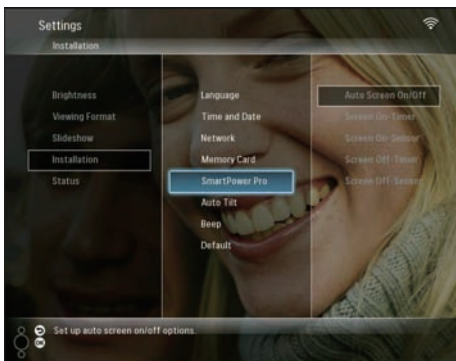 Settings
Installation
Brightness
Viewing Format
Slideshow
Installation
Status
Language
Time and Date
Network
Memory Card
SmartPower Pro
Auto Tilt
Beep
Default
Auto Screen On/Off
Screen On-Timer
Screen On-Sensor
Screen Off-Timer
Screen Off-Sensor
OK
Set up auto screen on/off options.